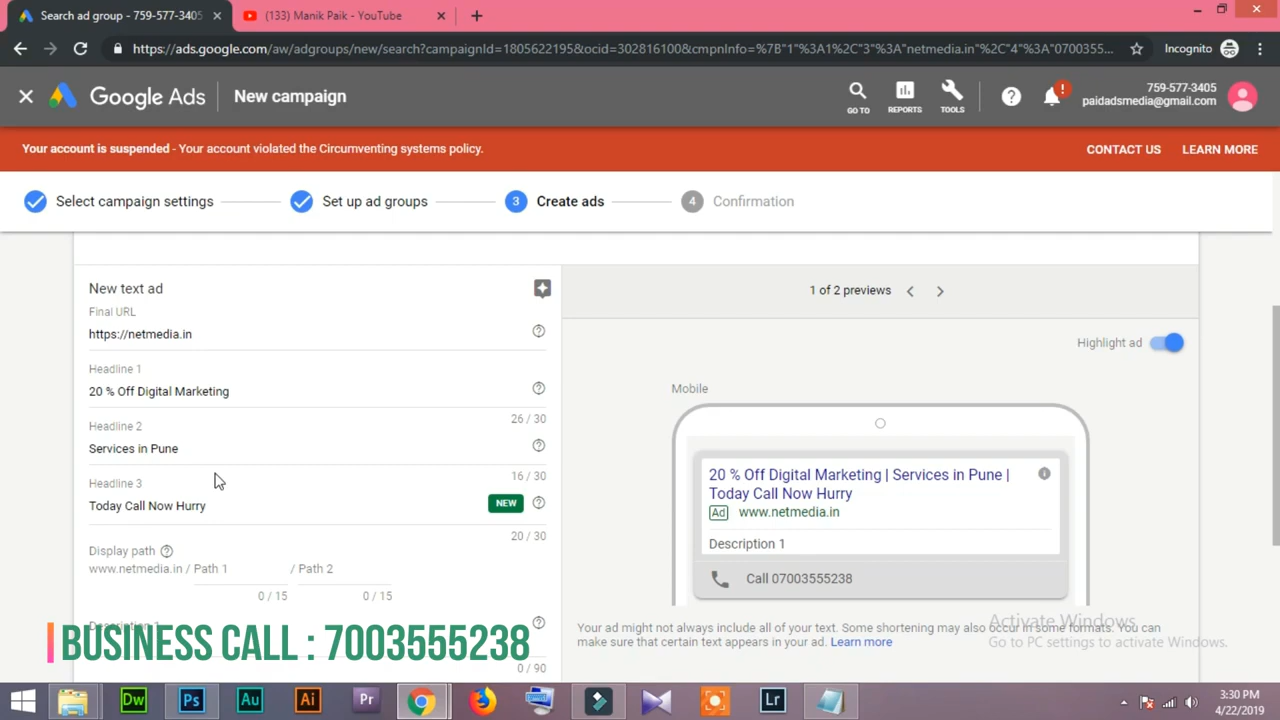 Search ad group - 759-577-3405
(133) Manik Paik - YouTube
https://ads.google.com/aw/adgroups/new/search?campaignId=1805622195&ocid=302816100&cmpnInfo=%7B"1"%3A1%2C"3"%3A"netmedia.in"%2C"4"%3A"0700355...
Incognito
Google Ads
New campaign
GO TO
REPORTS
TOOLS
759-577-3405
paidadsmedia@gmail.com
Your account is suspended - Your account violated the Circumventing systems policy.
CONTACT US
LEARN MORE
Select campaign settings
Set up ad groups
3 Create ads
4 Confirmation
New text ad
Final URL
https://netmedia.in
Headline 1
20 % Off Digital Marketing
26 / 30
Headline 2
Services in Pune
16 / 30
Headline 3
Today Call Now Hurry
NEW
20 / 30
Display path
www.netmedia.in / Path 1 / Path 2
0 / 15
0 / 15
0 / 90
1 of 2 previews
Highlight ad
Mobile
20 % Off Digital Marketing | Services in Pune |
Today Call Now Hurry
Ad www.netmedia.in
Description 1
Call 07003555238
Your ad might not always include all of your text. Some shortening may also occur in some formats. You can
make sure that certain text appears in your ad. Learn more
Activate Windows
Go to PC settings to activate Windows.
BUSINESS CALL : 7003555238
Dw
Ps
Au
Ai
Pr
Lr
3:30 PM
4/22/2019